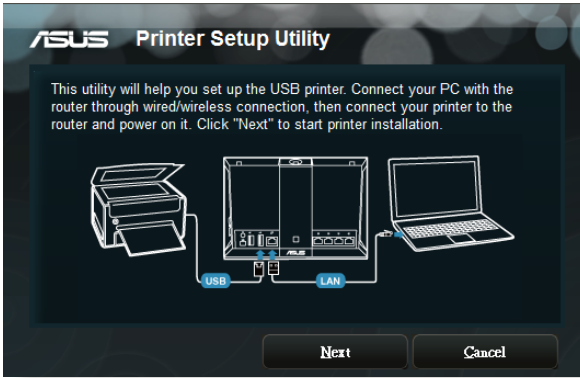 ASUS Printer Setup Utility
This utility will help you set up the USB printer. Connect your PC with the
router through wired/wireless connection, then connect your printer to the
router and power on it. Click "Next" to start printer installation.
ASUS
USB
LAN
Next
Cancel